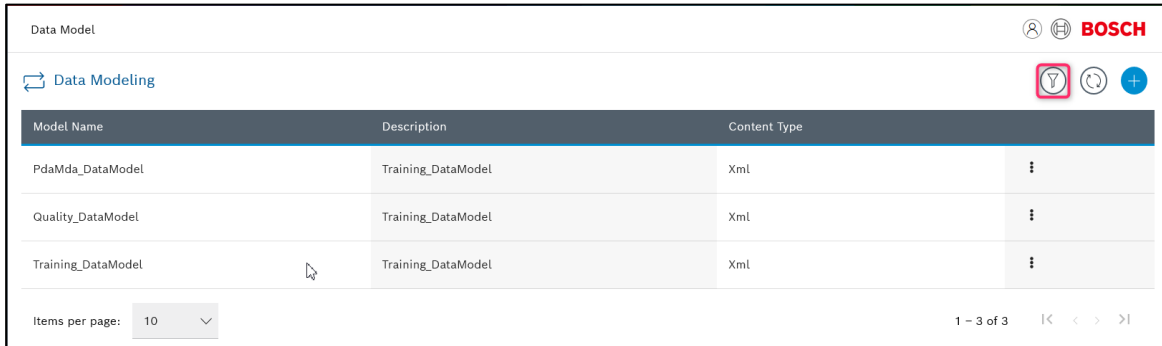 Data Model
BOSCH
Data Modeling
Model Name Description Content Type
PdaMda_DataModel Training_DataModel Xml
Quality_DataModel Training_DataModel Xml
Training_DataModel Training_DataModel Xml
Items per page: 10 1 – 3 of 3